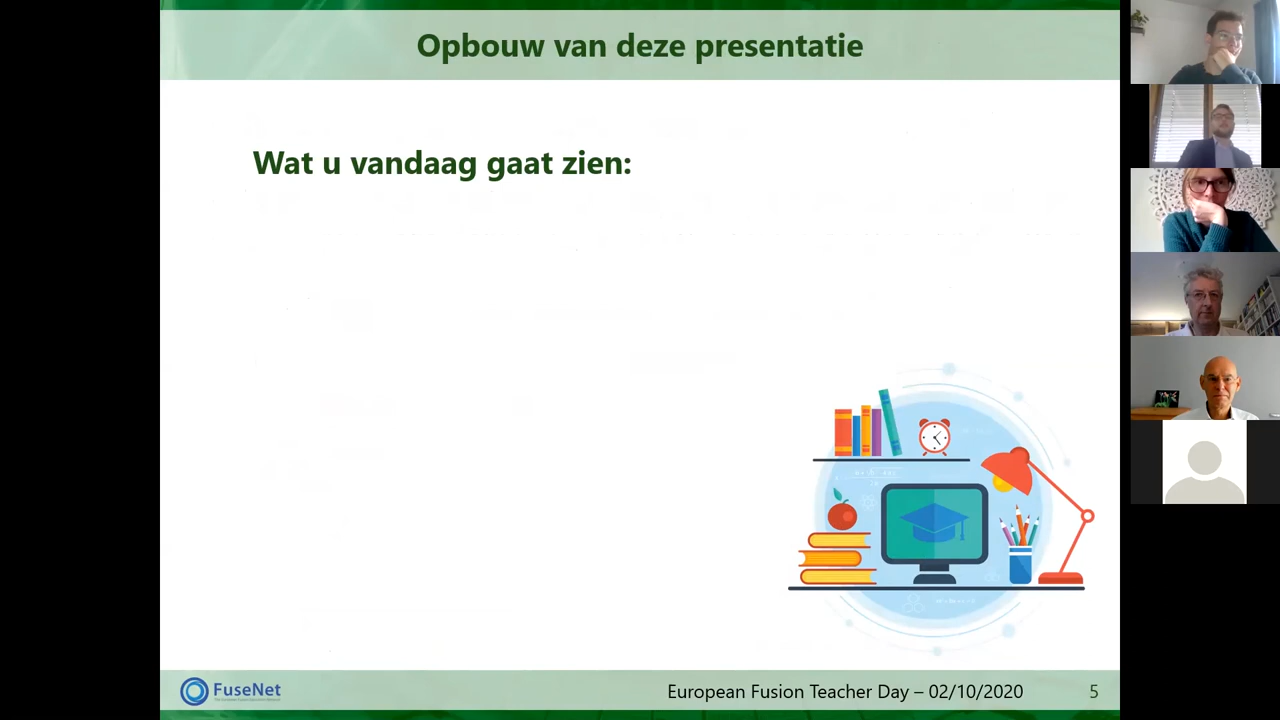 Opbouw van deze presentatie
Wat u vandaag gaat zien:
FuseNet
European Fusion Teacher Day – 02/10/2020
5